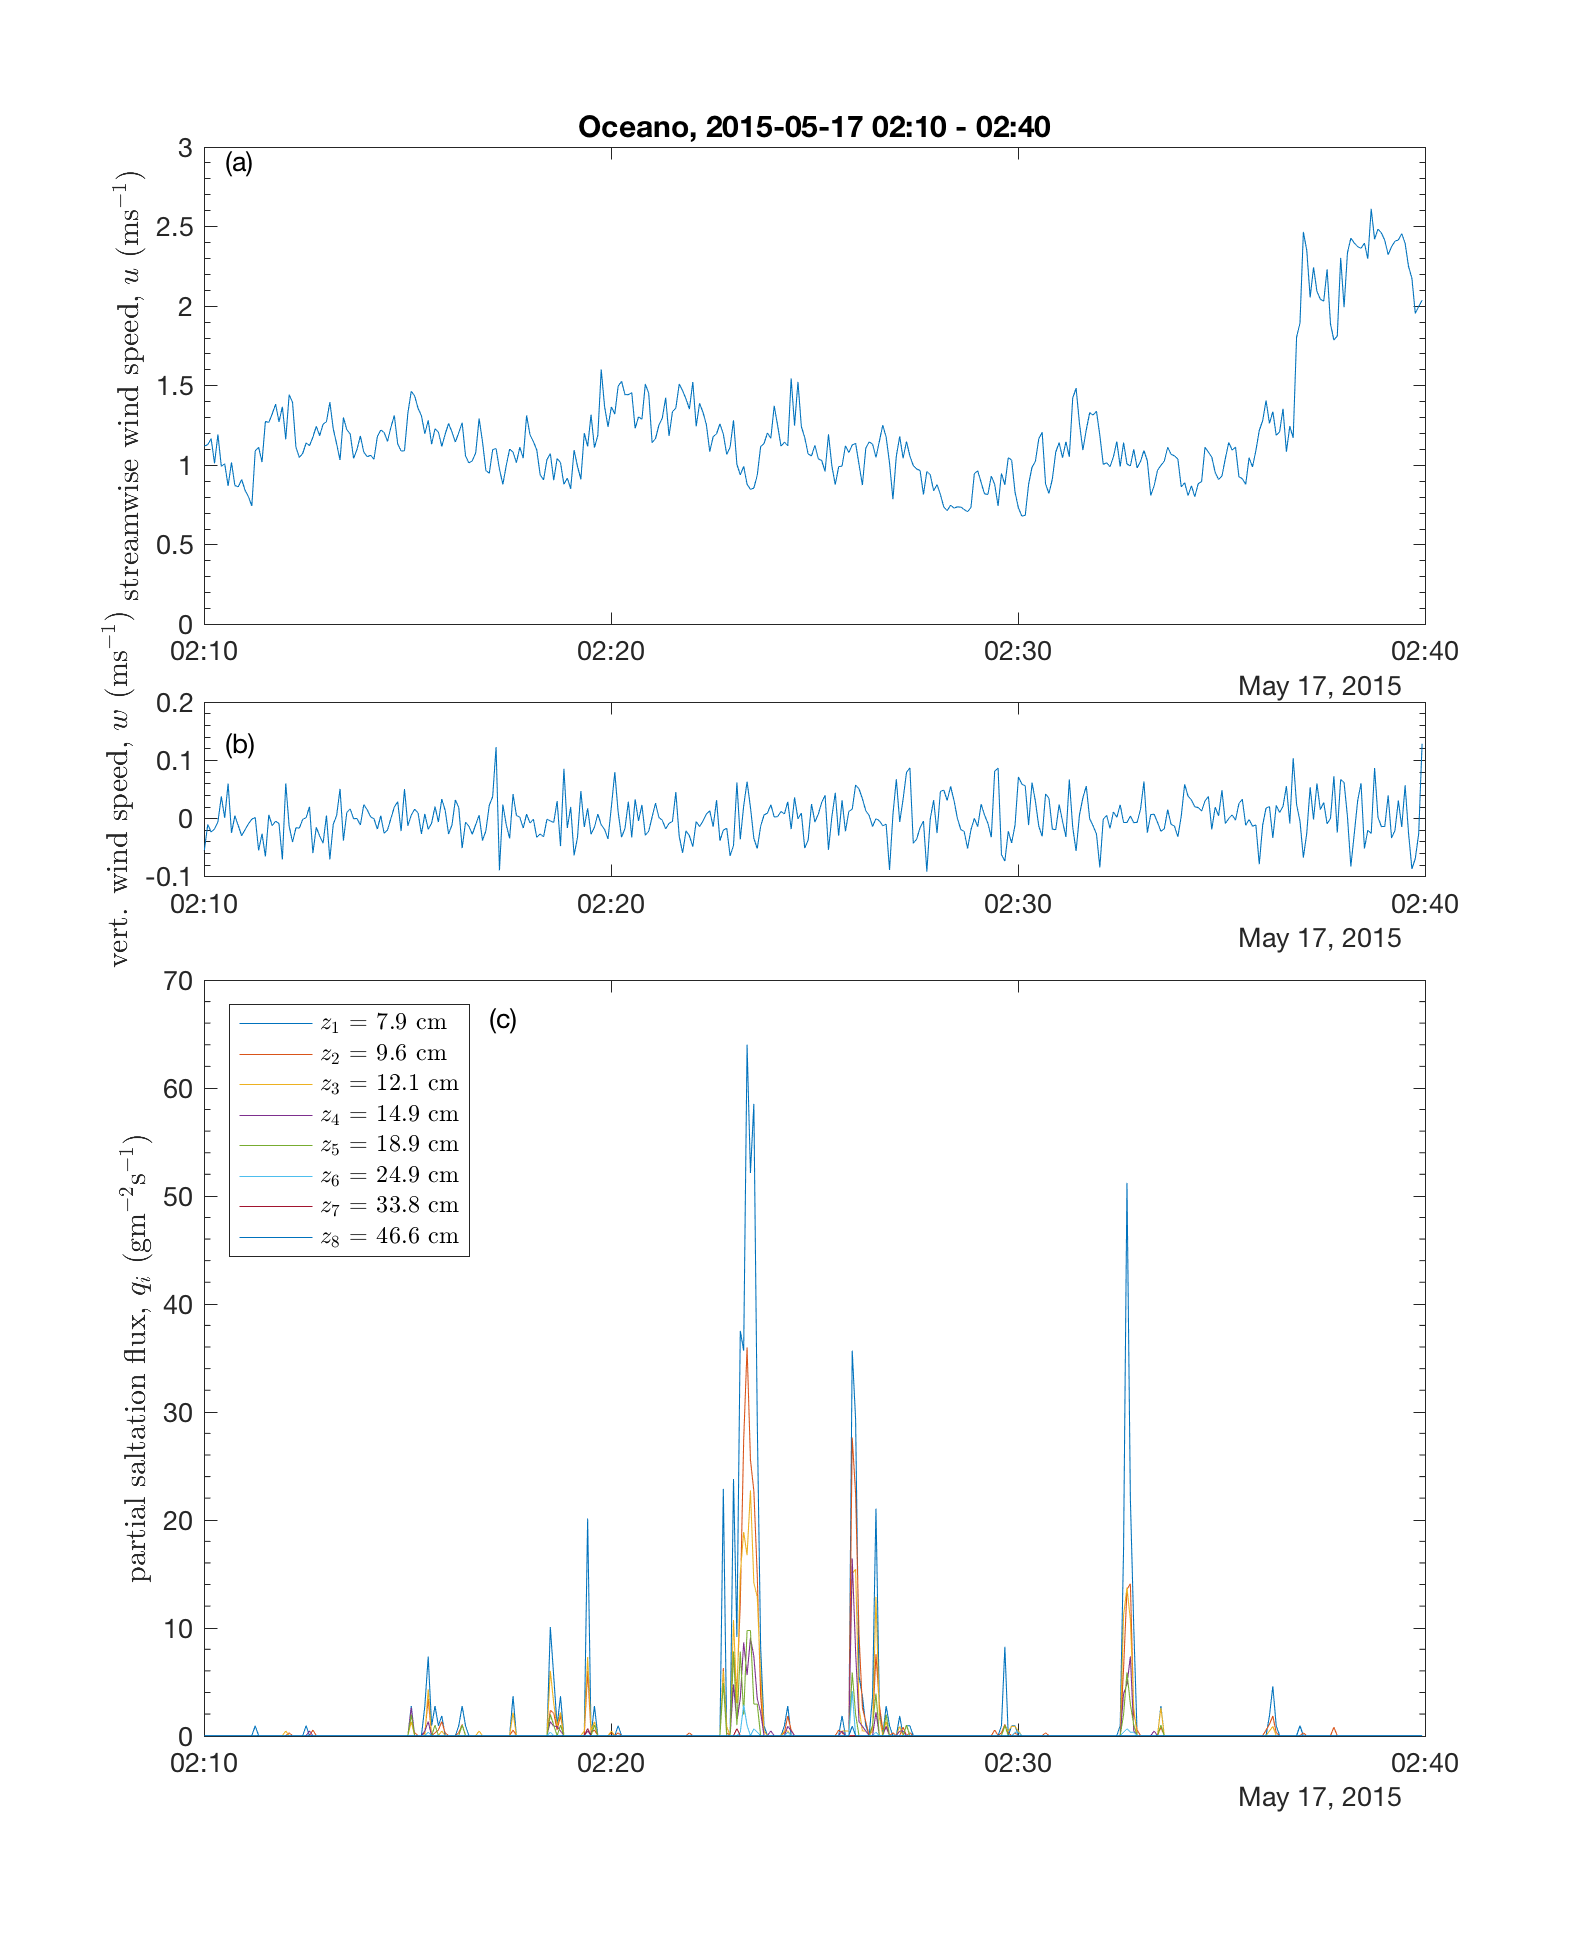 Oceano, 2015-05-17 02:10 - 02:40
(a)
streamwise wind speed, u (ms⁻¹)
3
2.5
2
1.5
1
0.5
0
02:10 02:20 02:30 02:40
May 17, 2015
(b)
vert. wind speed, w (ms⁻¹)
0.2
0.1
0
-0.1
02:10 02:20 02:30 02:40
May 17, 2015
(c)
partial saltation flux, qᵢ (gm⁻²s⁻¹)
70
60
50
40
30
20
10
0
z₁ = 7.9 cm
z₂ = 9.6 cm
z₃ = 12.1 cm
z₄ = 14.9 cm
z₅ = 18.9 cm
z₆ = 24.9 cm
z₇ = 33.8 cm
z₈ = 46.6 cm
02:10 02:20 02:30 02:40
May 17, 2015